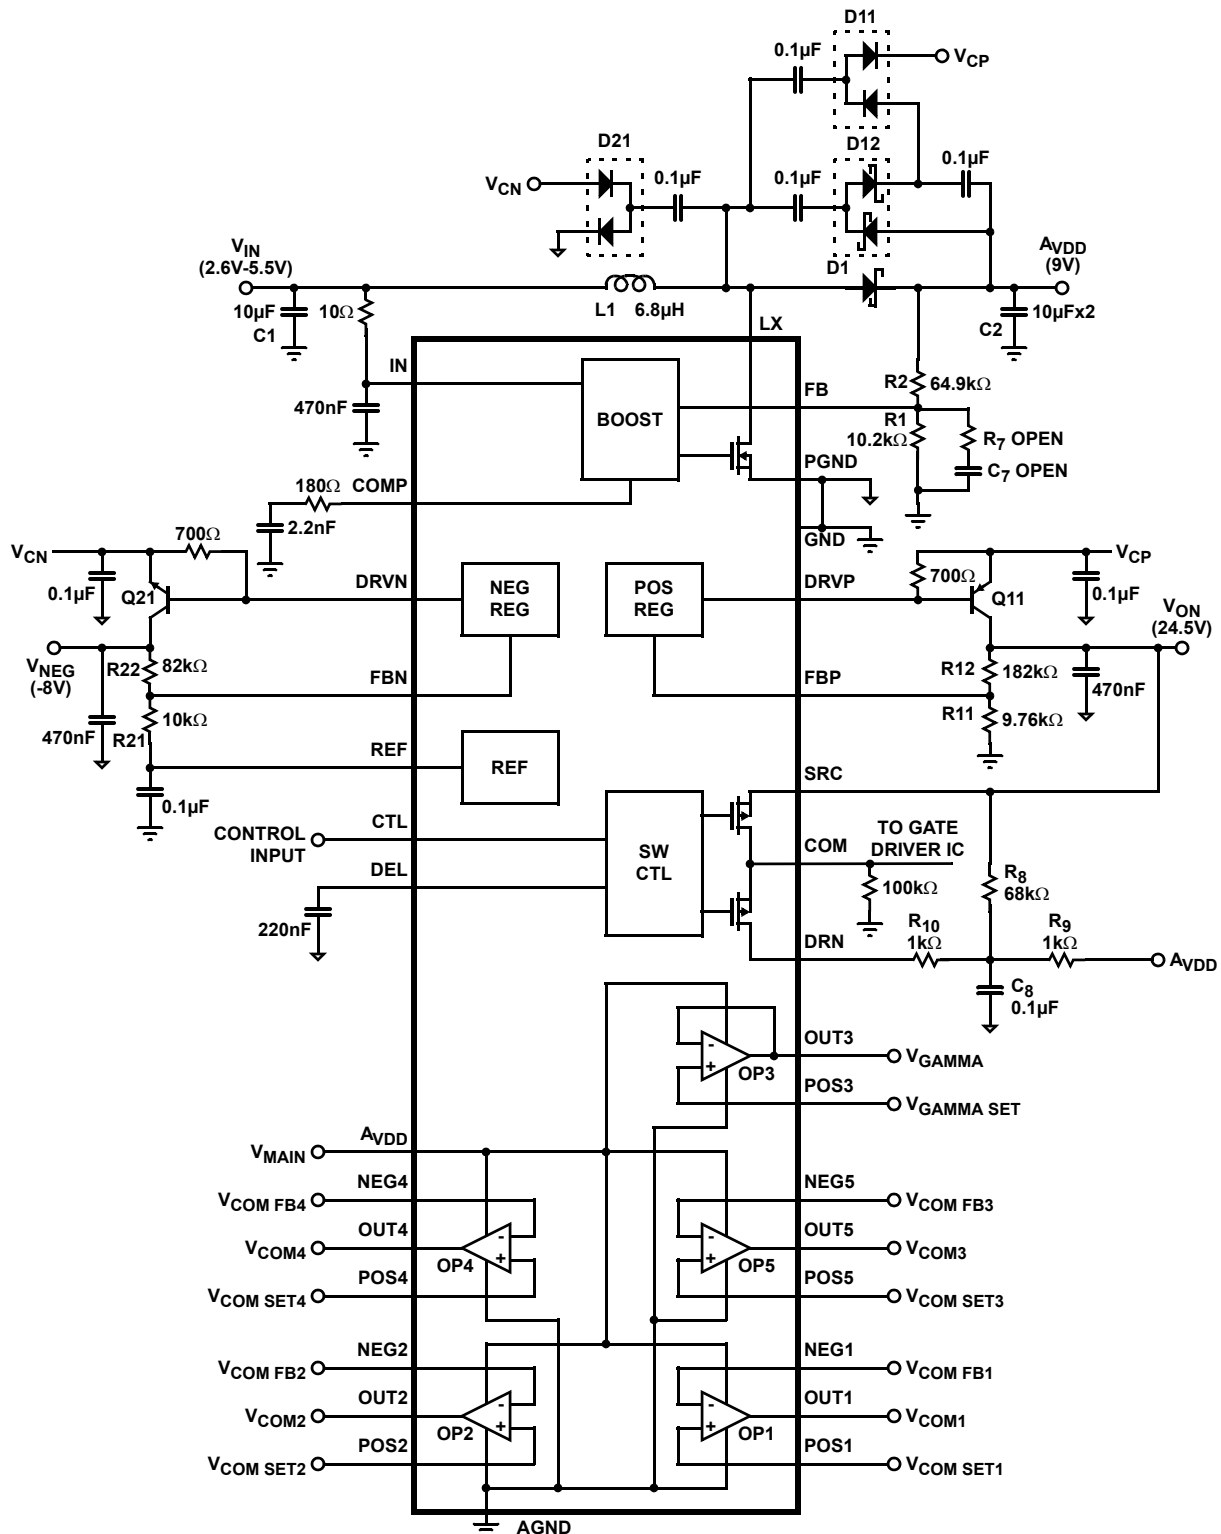 D11
0.1µF
VCP
D12
D21
0.1µF
0.1µF
0.1µF
VCN
VIN
(2.6V-5.5V)
D1
AVDD
(9V)
10µF
C1
10Ω
L1 6.8µH
C2
10µFx2
LX
IN
470nF
BOOST
FB
R2
64.9kΩ
R1
10.2kΩ
R7 OPEN
C7 OPEN
PGND
180Ω
COMP
2.2nF
GND
VCN
700Ω
0.1µF
Q21
DRVN
NEG
REG
POS
REG
DRVP
700Ω
Q11
VCP
0.1µF
VON
(24.5V)
VNEG
(-8V)
R22
82kΩ
FBN
FBP
R12
182kΩ
470nF
R11
9.76kΩ
470nF
R21
10kΩ
REF
REF
0.1µF
SRC
CONTROL
INPUT
CTL
SW
CTL
COM
TO GATE
DRIVER IC
DEL
220nF
100kΩ
R8
68kΩ
DRN
R10
1kΩ
R9
1kΩ
AVDD
C8
0.1µF
-
+
OP3
OUT3
VGAMMA
POS3
VGAMMA SET
VMAIN
AVDD
VCOM FB4
NEG4
NEG5
VCOM FB3
VCOM4
OUT4
-
+
OP4
-
+
OP5
OUT5
VCOM3
VCOM SET4
POS4
POS5
VCOM SET3
VCOM FB2
NEG2
NEG1
VCOM FB1
VCOM2
OUT2
-
+
OP2
-
+
OP1
OUT1
VCOM1
VCOM SET2
POS2
POS1
VCOM SET1
AGND